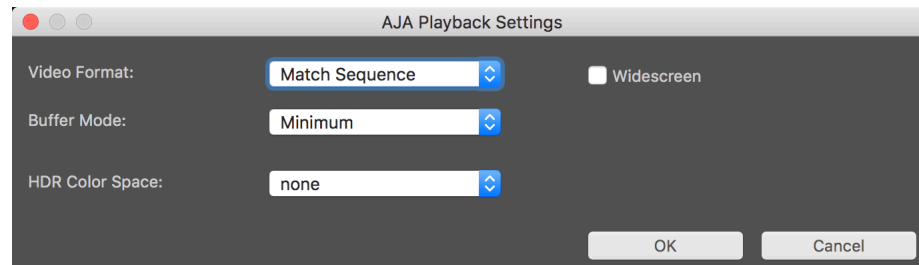 AJA Playback Settings
Video Format: Match Sequence Widescreen
Buffer Mode: Minimum
HDR Color Space: none
OK Cancel